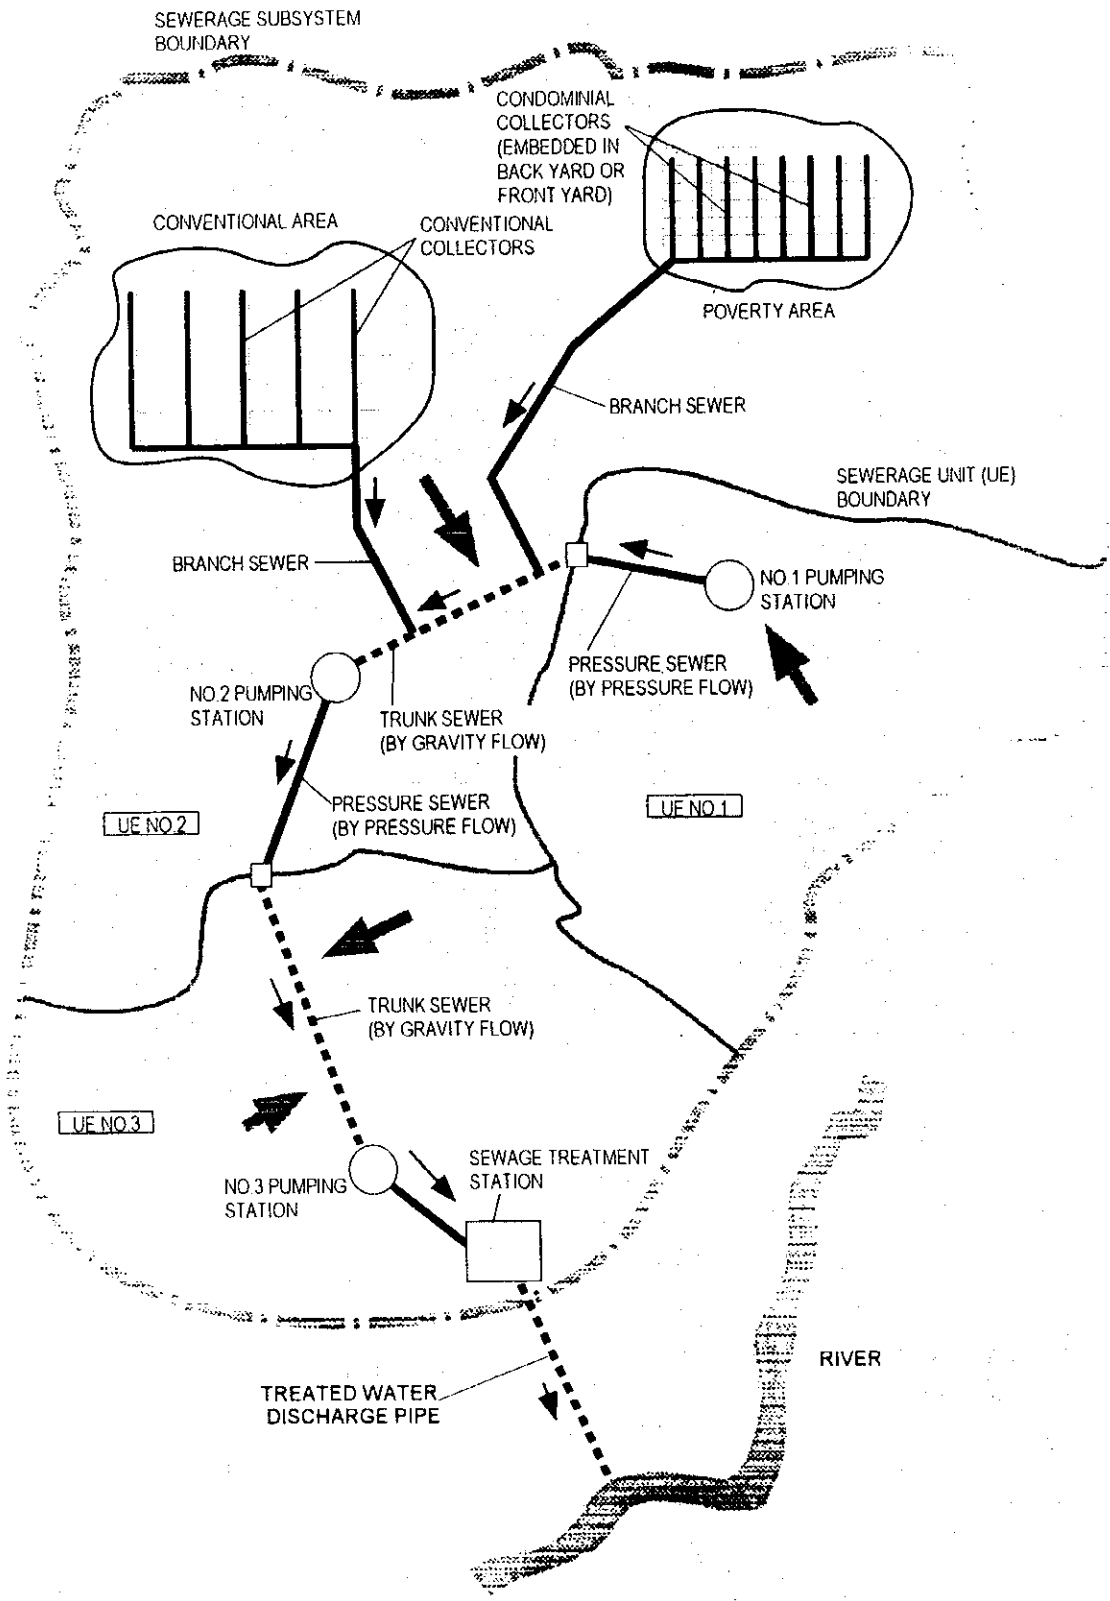 SEWERAGE SUBSYSTEM
BOUNDARY
CONDOMINIAL
COLLECTORS
(EMBEDDED IN
BACK YARD OR
FRONT YARD)
CONVENTIONAL AREA
CONVENTIONAL
COLLECTORS
POVERTY AREA
BRANCH SEWER
SEWERAGE UNIT (UE)
BOUNDARY
BRANCH SEWER
NO.1 PUMPING
STATION
PRESSURE SEWER
(BY PRESSURE FLOW)
NO.2 PUMPING
STATION
TRUNK SEWER
(BY GRAVITY FLOW)
PRESSURE SEWER
(BY PRESSURE FLOW)
UE NO.2
UE NO.1
TRUNK SEWER
(BY GRAVITY FLOW)
UE NO.3
SEWAGE TREATMENT
STATION
NO.3 PUMPING
STATION
RIVER
TREATED WATER
DISCHARGE PIPE